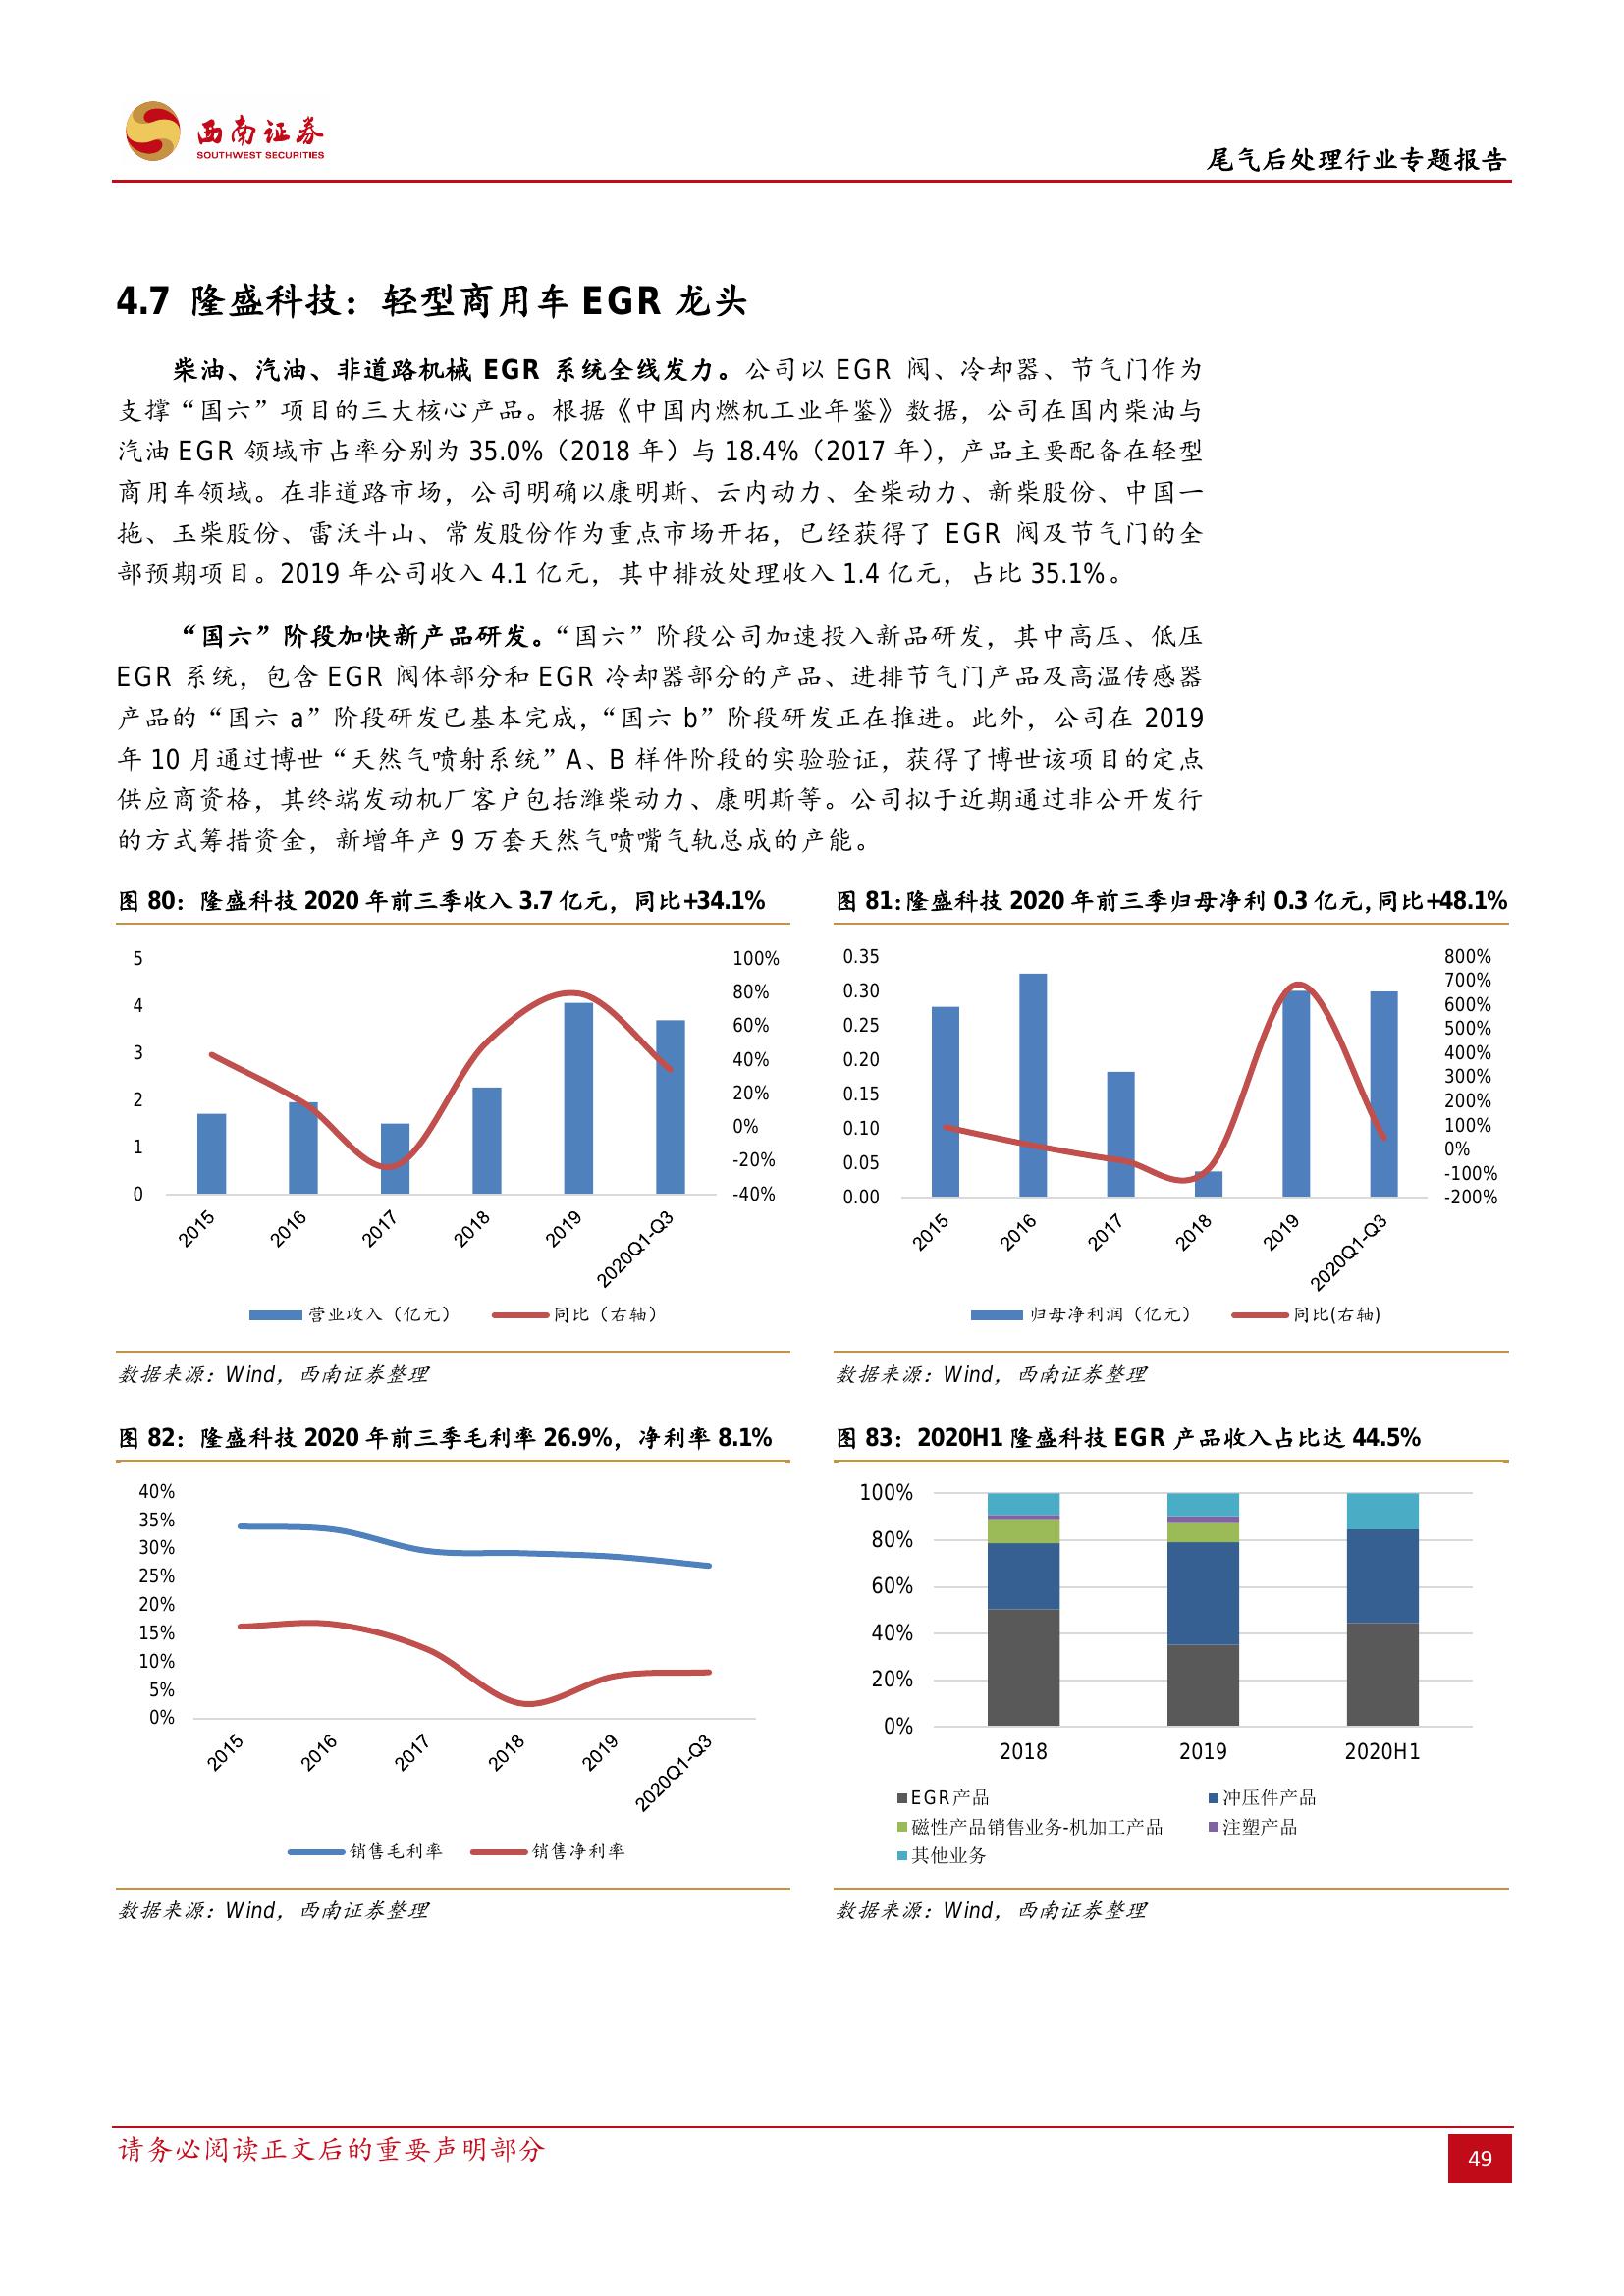 西南证券
SOUTHWEST SECURITIES
尾气后处理行业专题报告
4.7 隆盛科技：轻型商用车 EGR 龙头
柴油、汽油、非道路机械 EGR 系统全线发力。公司以 EGR 阀、冷却器、节气门作为
支撑“国六”项目的三大核心产品。根据《中国内燃机工业年鉴》数据，公司在国内柴油与
汽油 EGR 领域市占率分别为 35.0%（2018 年）与 18.4%（2017 年），产品主要配备在轻型
商用车领域。在非道路市场，公司明确以康明斯、云内动力、全柴动力、新柴股份、中国一
拖、玉柴股份、雷沃斗山、常发股份作为重点市场开拓，已经获得了 EGR 阀及节气门的全
部预期项目。2019 年公司收入 4.1 亿元，其中排放处理收入 1.4 亿元，占比 35.1%。
“国六”阶段加快新产品研发。“国六”阶段公司加速投入新品研发，其中高压、低压
EGR 系统，包含 EGR 阀体部分和 EGR 冷却器部分的产品、进排节气门产品及高温传感器
产品的“国六 a”阶段研发已基本完成，“国六 b”阶段研发正在推进。此外，公司在 2019
年 10 月通过博世“天然气喷射系统”A、B 样件阶段的实验验证，获得了博世该项目的定点
供应商资格，其终端发动机厂客户包括潍柴动力、康明斯等。公司拟于近期通过非公开发行
的方式筹措资金，新增年产 9 万套天然气喷嘴气轨总成的产能。
图 80：隆盛科技 2020 年前三季收入 3.7 亿元，同比+34.1%
5
4
3
2
1
0
100%
80%
60%
40%
20%
0%
-20%
-40%
2015
2016
2017
2018
2019
2020Q1-Q3
营业收入（亿元）
同比（右轴）
数据来源：Wind，西南证券整理
图 81：隆盛科技 2020 年前三季归母净利 0.3 亿元，同比+48.1%
0.35
0.30
0.25
0.20
0.15
0.10
0.05
0.00
800%
700%
600%
500%
400%
300%
200%
100%
0%
-100%
-200%
2015
2016
2017
2018
2019
2020Q1-Q3
归母净利润（亿元）
同比(右轴)
数据来源：Wind，西南证券整理
图 82：隆盛科技 2020 年前三季毛利率 26.9%，净利率 8.1%
40%
35%
30%
25%
20%
15%
10%
5%
0%
2015
2016
2017
2018
2019
2020Q1-Q3
销售毛利率
销售净利率
数据来源：Wind，西南证券整理
图 83：2020H1 隆盛科技 EGR 产品收入占比达 44.5%
100%
80%
60%
40%
20%
0%
2018
2019
2020H1
EGR产品
冲压件产品
磁性产品销售业务-机加工产品
注塑产品
其他业务
数据来源：Wind，西南证券整理
请务必阅读正文后的重要声明部分
49